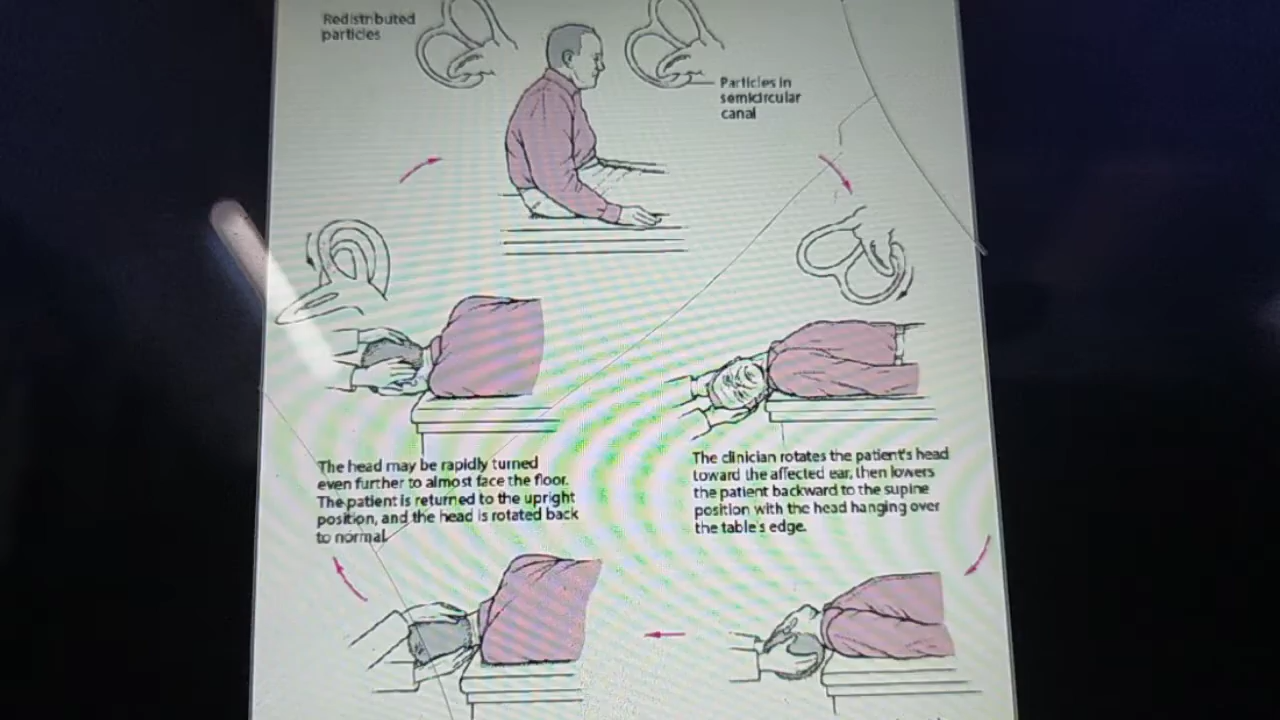 Redistributed
particles
Particles in
semicircular
canal
The clinician rotates the patient's head
toward the affected ear, then lowers
the patient backward to the supine
position with the head hanging over
the table's edge.
The head may be rapidly turned
even further to almost face the floor.
The patient is returned to the upright
position, and the head is rotated back
to normal.